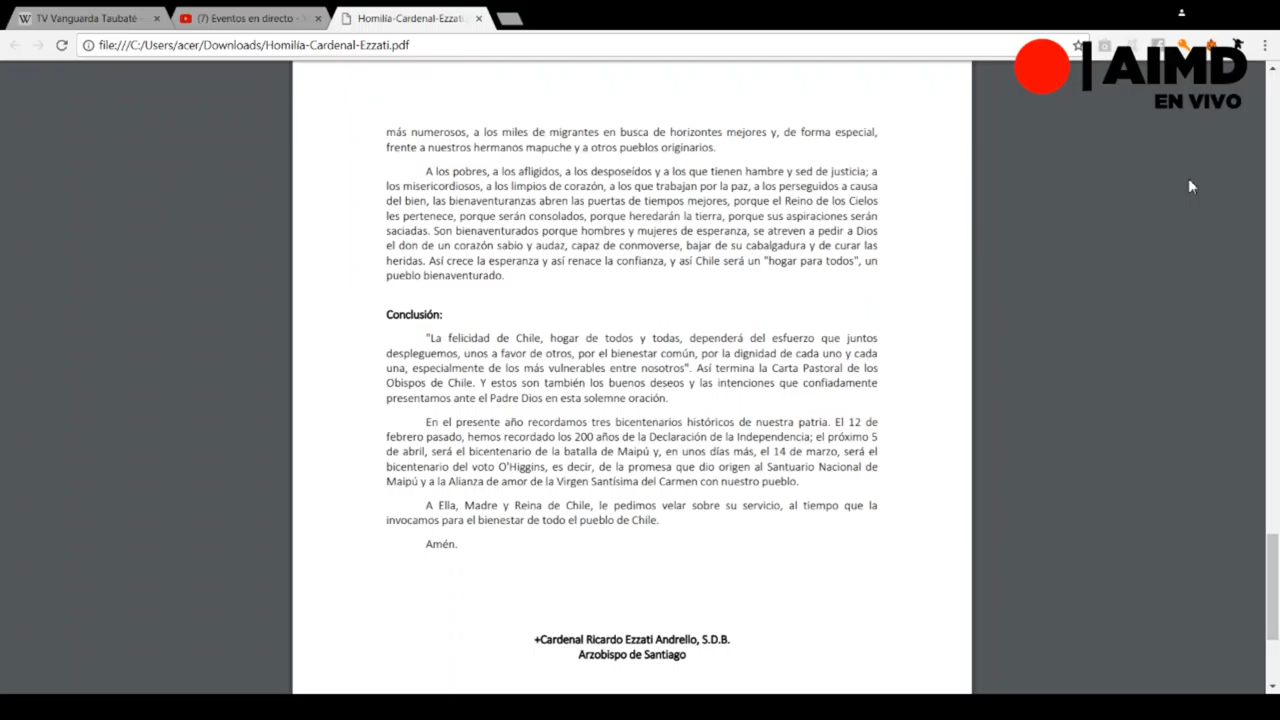 TV Vanguarda Taubaté -
(7) Eventos en directo -
Homilía-Cardenal-Ezzati.
file:///C:/Users/acer/Downloads/Homilía-Cardenal-Ezzati.pdf
| AIMD
EN VIVO
más numerosos, a los miles de migrantes en busca de horizontes mejores y, de forma especial,
frente a nuestros hermanos mapuche y a otros pueblos originarios.
A los pobres, a los afligidos, a los desposeídos y a los que tienen hambre y sed de justicia; a
los misericordiosos, a los limpios de corazón, a los que trabajan por la paz, a los perseguidos a causa
del bien, las bienaventuranzas abren las puertas de tiempos mejores, porque el Reino de los Cielos
les pertenece, porque serán consolados, porque heredarán la tierra, porque sus aspiraciones serán
saciadas. Son bienaventurados porque hombres y mujeres de esperanza, se atreven a pedir a Dios
el don de un corazón sabio y audaz, capaz de conmoverse, bajar de su cabalgadura y de curar las
heridas. Así crece la esperanza y así renace la confianza, y así Chile será un "hogar para todos", un
pueblo bienaventurado.
Conclusión:
"La felicidad de Chile, hogar de todos y todas, dependerá del esfuerzo que juntos
despleguemos, unos a favor de otros, por el bienestar común, por la dignidad de cada uno y cada
una, especialmente de los más vulnerables entre nosotros". Así termina la Carta Pastoral de los
Obispos de Chile. Y estos son también los buenos deseos y las intenciones que confiadamente
presentamos ante el Padre Dios en esta solemne oración.
En el presente año recordamos tres bicentenarios históricos de nuestra patria. El 12 de
febrero pasado, hemos recordado los 200 años de la Declaración de la Independencia; el próximo 5
de abril, será el bicentenario de la batalla de Maipú y, en unos días más, el 14 de marzo, será el
bicentenario del voto O'Higgins, es decir, de la promesa que dio origen al Santuario Nacional de
Maipú y a la Alianza de amor de la Virgen Santísima del Carmen con nuestro pueblo.
A Ella, Madre y Reina de Chile, le pedimos velar sobre su servicio, al tiempo que la
invocamos para el bienestar de todo el pueblo de Chile.
Amén.
+Cardenal Ricardo Ezzati Andrello, S.D.B.
Arzobispo de Santiago